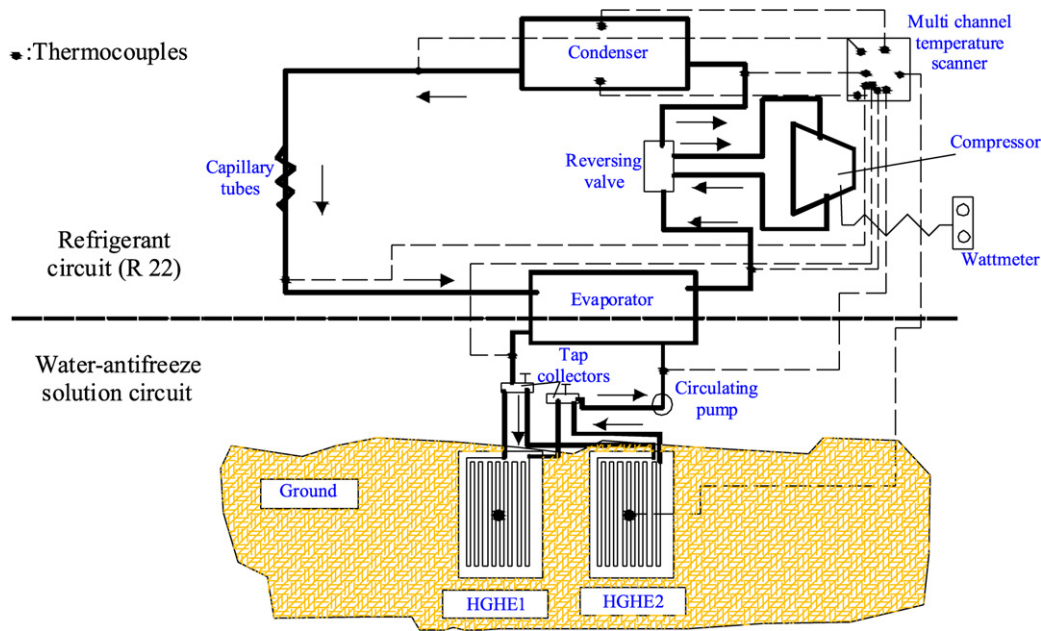 :Thermocouples
Condenser
Multi channel
temperature
scanner
Capillary
tubes
Reversing
valve
Compressor
Refrigerant
circuit (R 22)
Wattmeter
Evaporator
Water-antifreeze
solution circuit
Tap
collectors
Circulating
pump
Ground
HGHE1
HGHE2